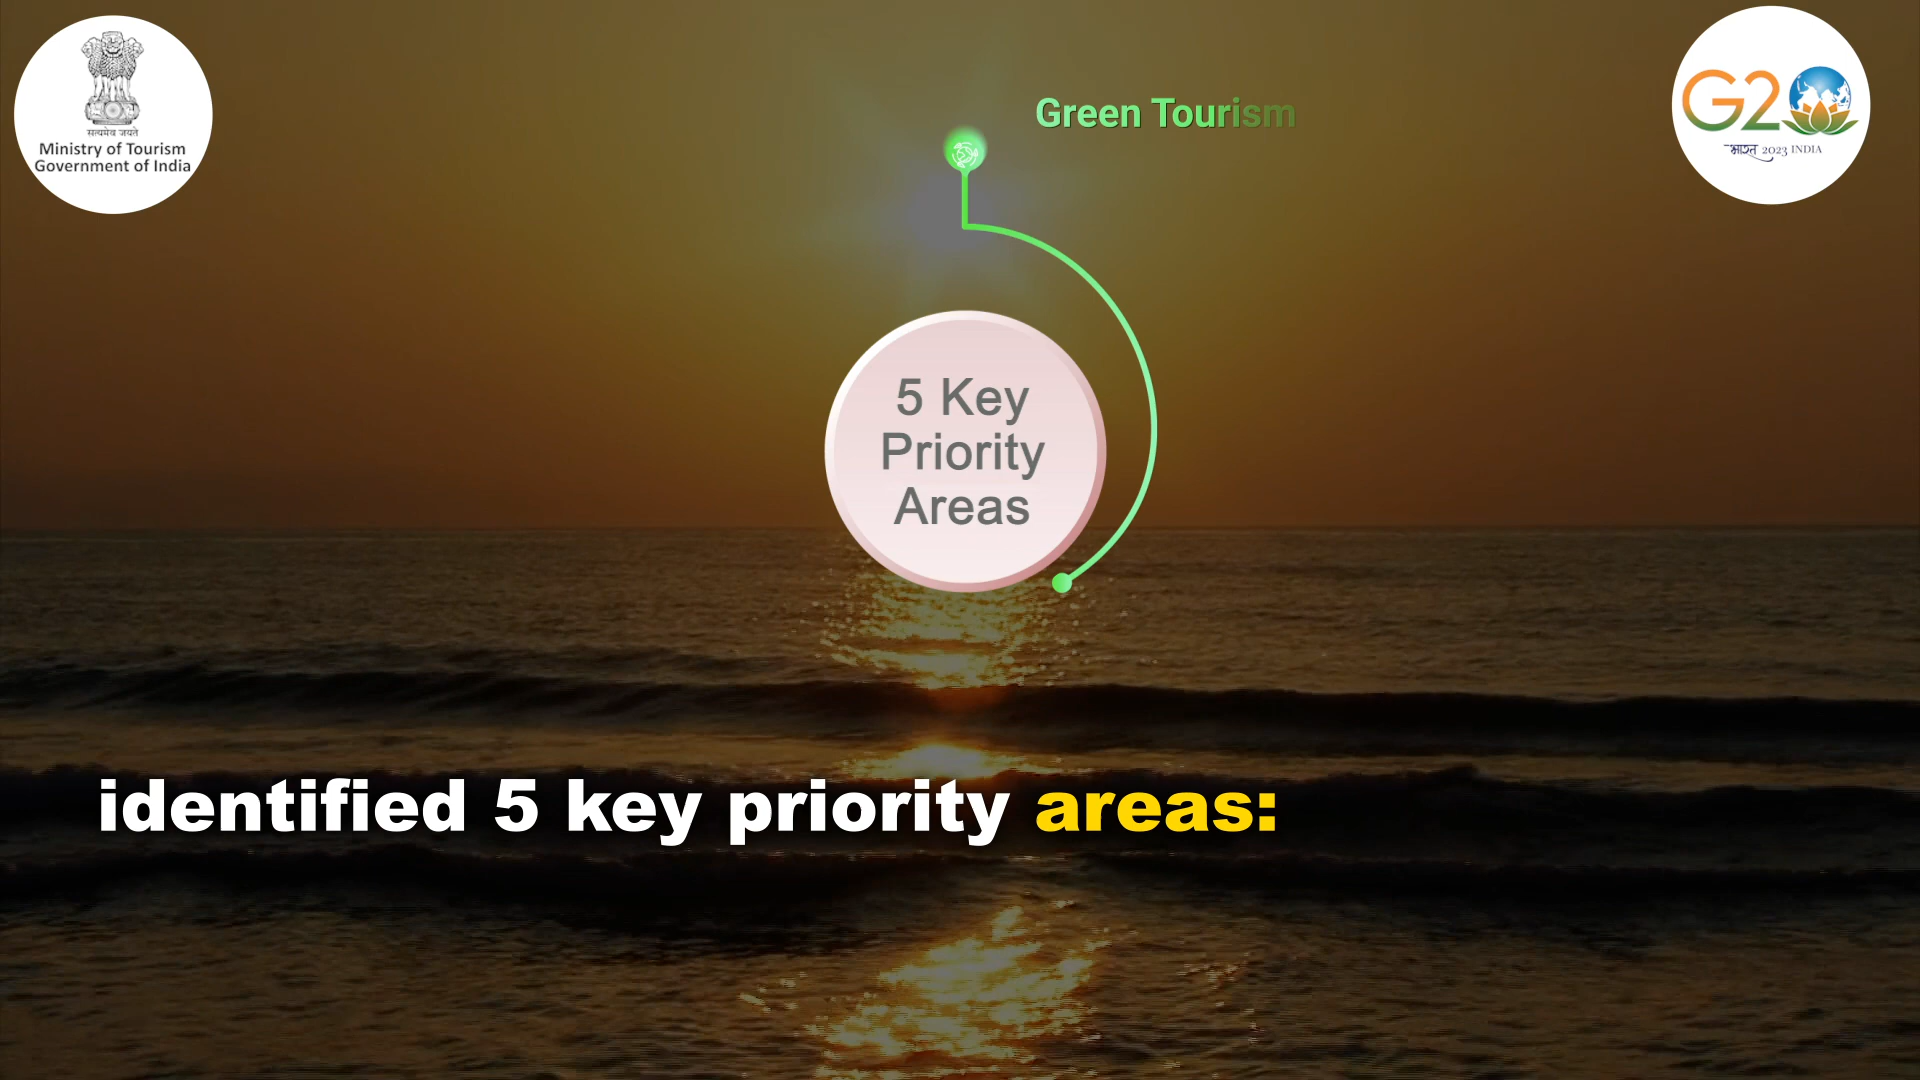 सत्यमेव जयते
Ministry of Tourism
Government of India
Green Tourism
G20
भारत 2023 INDIA
5 Key
Priority
Areas
identified 5 key priority areas: